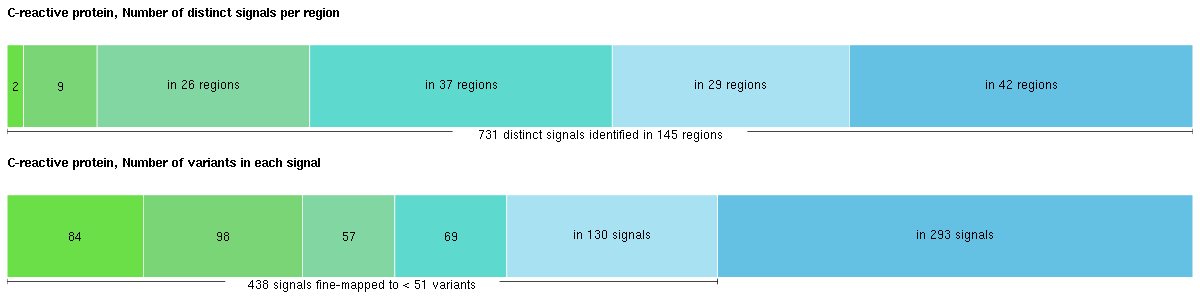 C-reactive protein, Number of distinct signals per region
2 9 in 26 regions in 37 regions in 29 regions in 42 regions
731 distinct signals identified in 145 regions
C-reactive protein, Number of variants in each signal
84 98 57 69 in 130 signals in 293 signals
438 signals fine-mapped to < 51 variants